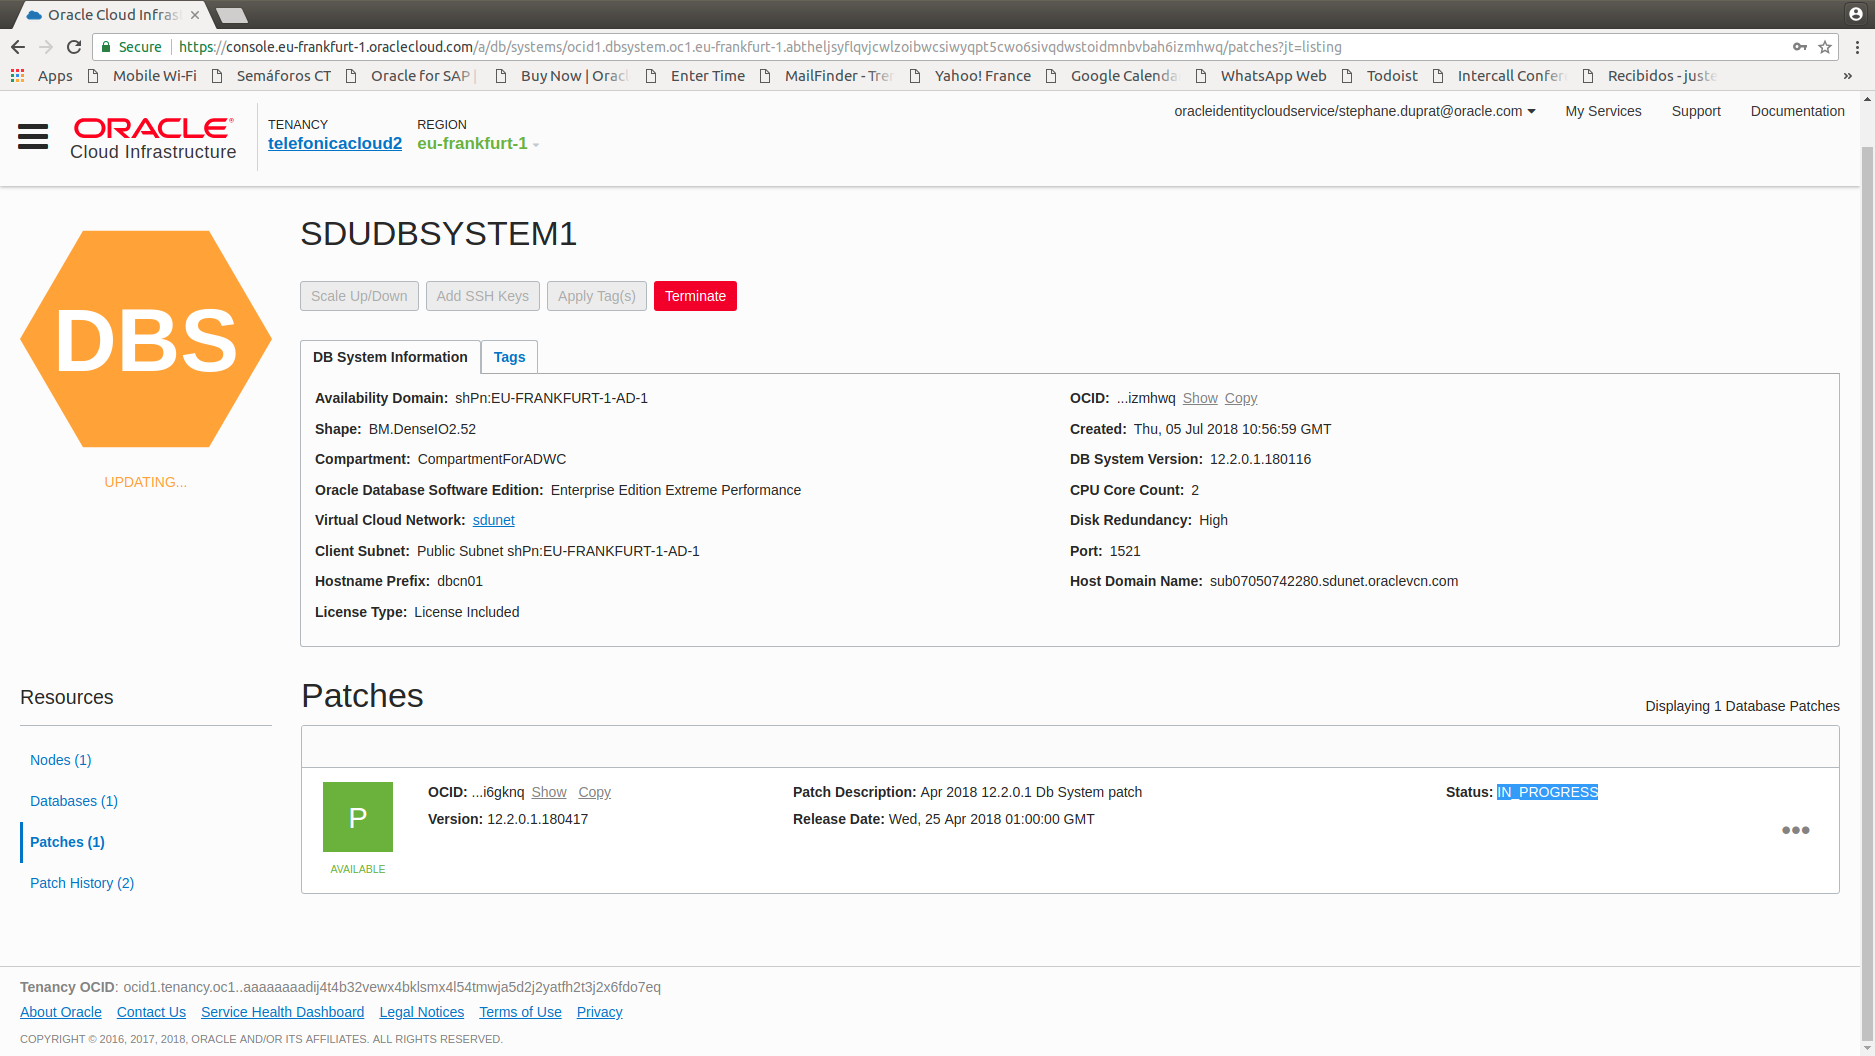 Oracle Cloud Infras
Secure https://console.eu-frankfurt-1.oraclecloud.com/a/db/systems/ocid1.dbsystem.oc1.eu-frankfurt-1.abtheljsyflqvjcwlzoibwcsiwyqpt5cwo6sivqdwstoidmnbvbah6izmhwq/patches?jt=listing
Apps Mobile Wi-Fi Semáforos CT Oracle for SAP | Buy Now | Oracl Enter Time MailFinder - Tren Yahoo! France Google Calenda WhatsApp Web Todoist Intercall Confer Recibidos - juste »
ORACLE
Cloud Infrastructure
TENANCY
telefonicacloud2
REGION
eu-frankfurt-1
oracleidentitycloudservice/stephane.duprat@oracle.com My Services Support Documentation
DBS
UPDATING...
SDUDBSYSTEM1
Scale Up/Down Add SSH Keys Apply Tag(s) Terminate
DB System Information Tags
Availability Domain: shPn:EU-FRANKFURT-1-AD-1
Shape: BM.DenseIO2.52
Compartment: CompartmentForADWC
Oracle Database Software Edition: Enterprise Edition Extreme Performance
Virtual Cloud Network: sdunet
Client Subnet: Public Subnet shPn:EU-FRANKFURT-1-AD-1
Hostname Prefix: dbcn01
License Type: License Included
OCID: ...izmhwq Show Copy
Created: Thu, 05 Jul 2018 10:56:59 GMT
DB System Version: 12.2.0.1.180116
CPU Core Count: 2
Disk Redundancy: High
Port: 1521
Host Domain Name: sub07050742280.sdunet.oraclevcn.com
Resources
Nodes (1)
Databases (1)
Patches (1)
Patch History (2)
Patches
Displaying 1 Database Patches
P
AVAILABLE
OCID: ...i6gknq Show Copy
Version: 12.2.0.1.180417
Patch Description: Apr 2018 12.2.0.1 Db System patch
Release Date: Wed, 25 Apr 2018 01:00:00 GMT
Status: IN_PROGRESS
Tenancy OCID: ocid1.tenancy.oc1..aaaaaaaadij4t4b32vewx4bklsmx4l54tmwja5d2j2yatfh2t3j2x6fdo7eq
About Oracle Contact Us Service Health Dashboard Legal Notices Terms of Use Privacy
COPYRIGHT © 2016, 2017, 2018, ORACLE AND/OR ITS AFFILIATES. ALL RIGHTS RESERVED.